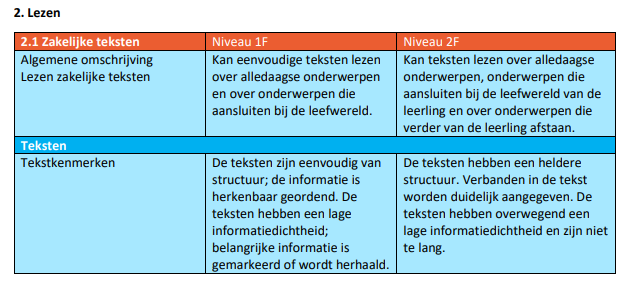 2. Lezen
2.1 Zakelijke teksten Niveau 1F Niveau 2F
Algemene omschrijving
Lezen zakelijke teksten
Kan eenvoudige teksten lezen
over alledaagse onderwerpen
en over onderwerpen die
aansluiten bij de leefwereld.
Kan teksten lezen over alledaagse
onderwerpen, onderwerpen die
aansluiten bij de leefwereld van de
leerling en over onderwerpen die
verder van de leerling afstaan.
Teksten
Tekstkenmerken
De teksten zijn eenvoudig van
structuur; de informatie is
herkenbaar geordend. De
teksten hebben een lage
informatiedichtheid;
belangrijke informatie is
gemarkeerd of wordt herhaald.
De teksten hebben een heldere
structuur. Verbanden in de tekst
worden duidelijk aangegeven. De
teksten hebben overwegend een
lage informatiedichtheid en zijn niet
te lang.